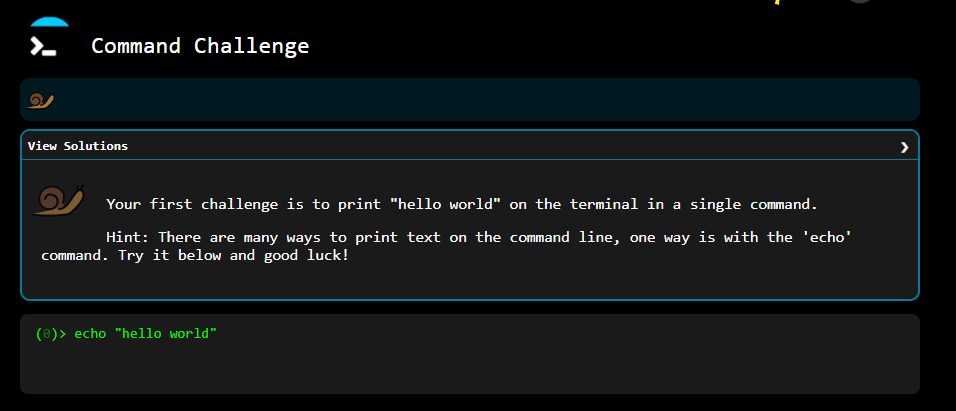 Command Challenge
View Solutions
Your first challenge is to print "hello world" on the terminal in a single command.
Hint: There are many ways to print text on the command line, one way is with the 'echo'
command. Try it below and good luck!
(0)> echo "hello world"